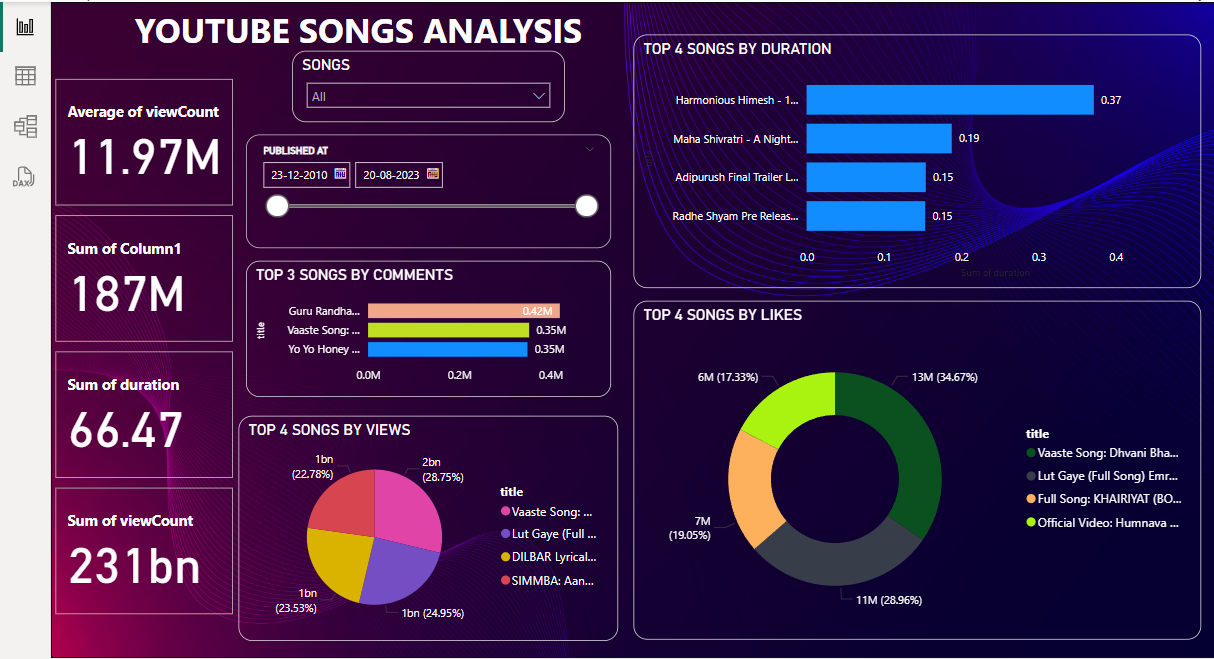 YOUTUBE SONGS ANALYSIS
SONGS
All
Average of viewCount
11.97M
Sum of Column1
187M
Sum of duration
66.47
Sum of viewCount
231bn
PUBLISHED AT
23-12-2010
20-08-2023
TOP 3 SONGS BY COMMENTS
title
Guru Randha...
0.42M
Vaaste Song: ...
0.35M
Yo Yo Honey ...
0.35M
0.0M
0.2M
0.4M
TOP 4 SONGS BY VIEWS
1bn
(22.78%)
2bn
(28.75%)
1bn
(23.53%)
1bn (24.95%)
title
Vaaste Song: ...
Lut Gaye (Full ...
DILBAR Lyrical...
SIMMBA: Aan...
TOP 4 SONGS BY DURATION
Harmonious Himesh - 1...
0.37
Maha Shivratri - A Night...
0.19
Adipurush Final Trailer L...
0.15
Radhe Shyam Pre Releas...
0.15
0.0
0.1
0.2
0.3
0.4
Sum of duration
TOP 4 SONGS BY LIKES
6M (17.33%)
13M (34.67%)
7M
(19.05%)
11M (28.96%)
title
Vaaste Song: Dhvani Bha...
Lut Gaye (Full Song) Emr...
Full Song: KHAIRIYAT (BO...
Official Video: Humnava ...
DAX